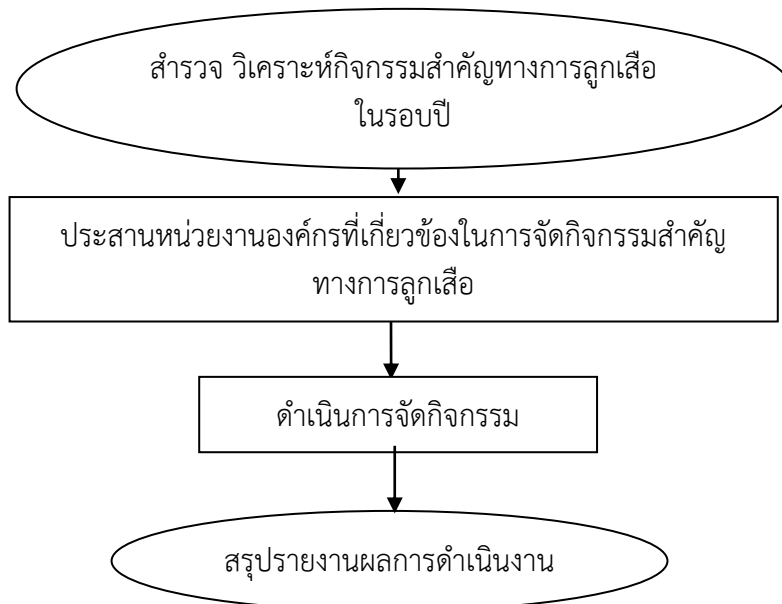 สำรวจ วิเคราะห์กิจกรรมสำคัญทางการลูกเสือ
ในรอบปี
ประสานหน่วยงานองค์กรที่เกี่ยวข้องในการจัดกิจกรรมสำคัญ
ทางการลูกเสือ
ดำเนินการจัดกิจกรรม
สรุปรายงานผลการดำเนินงาน